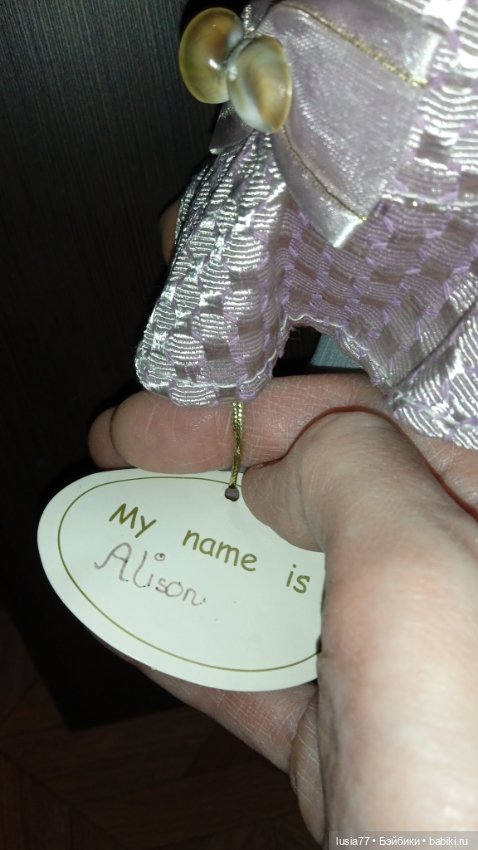 My name is
Alison
lusia77 • Бэйбики • babiki.ru